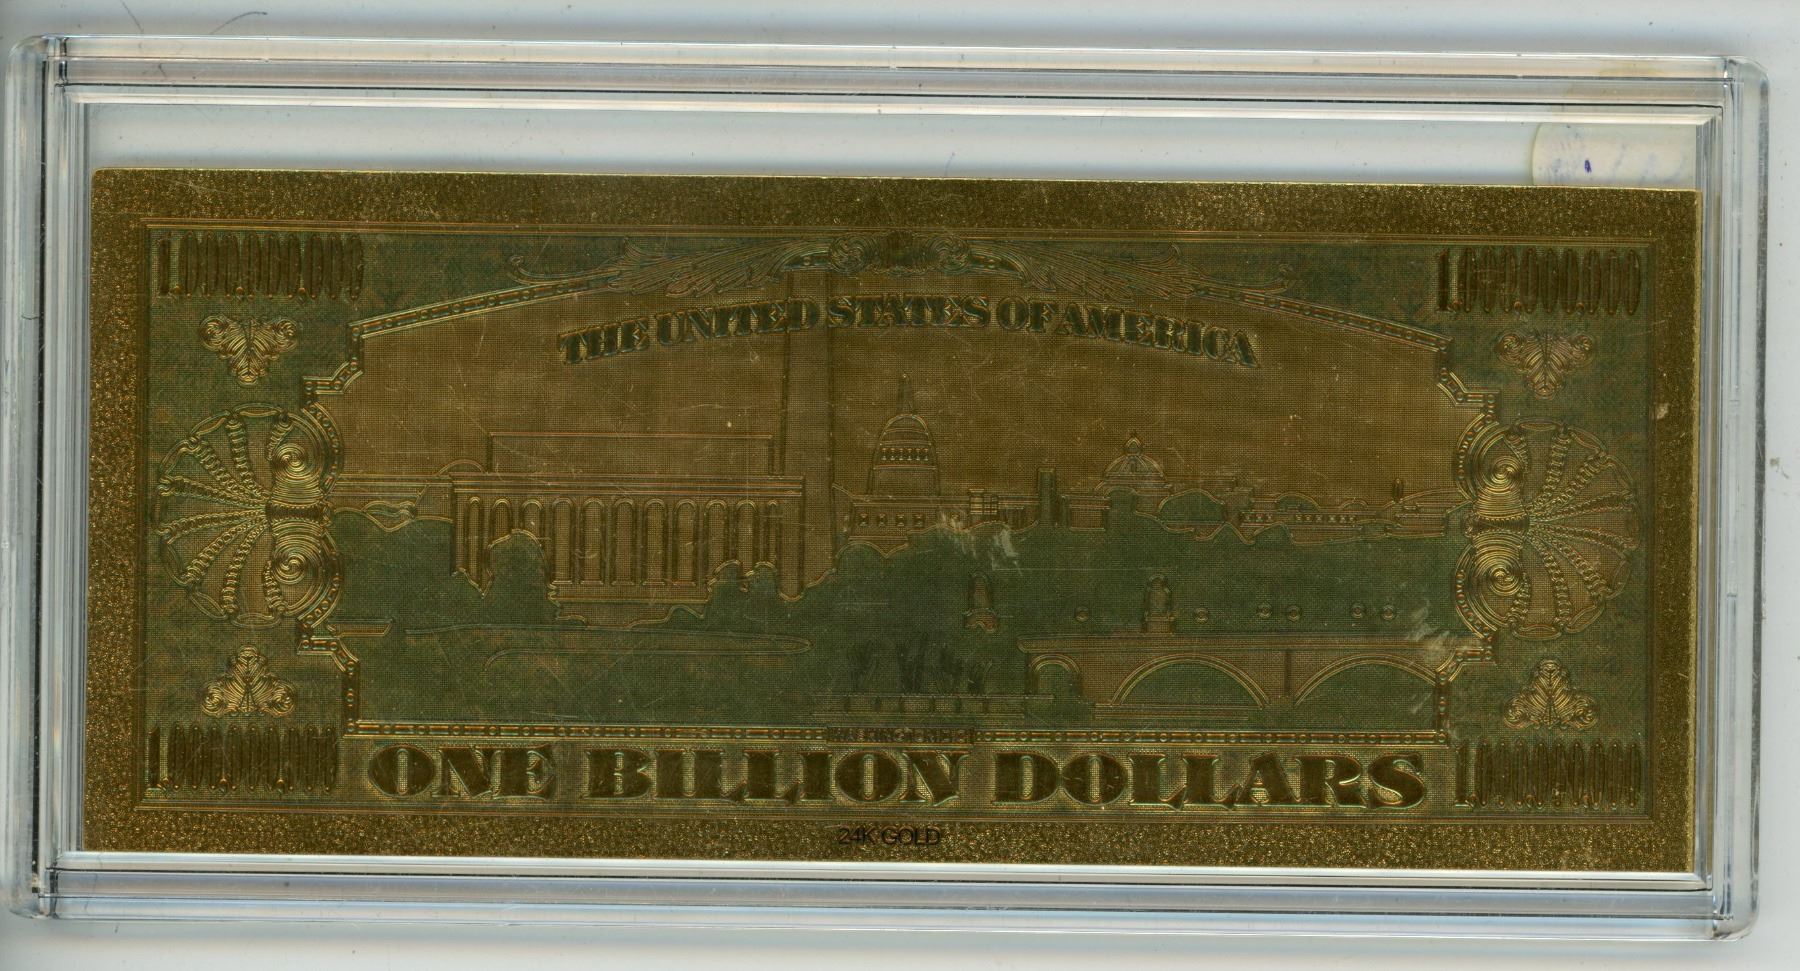 1,000,000,000 1,000,000,000
THE UNITED STATES OF AMERICA
1,000,000,000 1,000,000,000
ONE BILLION DOLLARS
24K GOLD